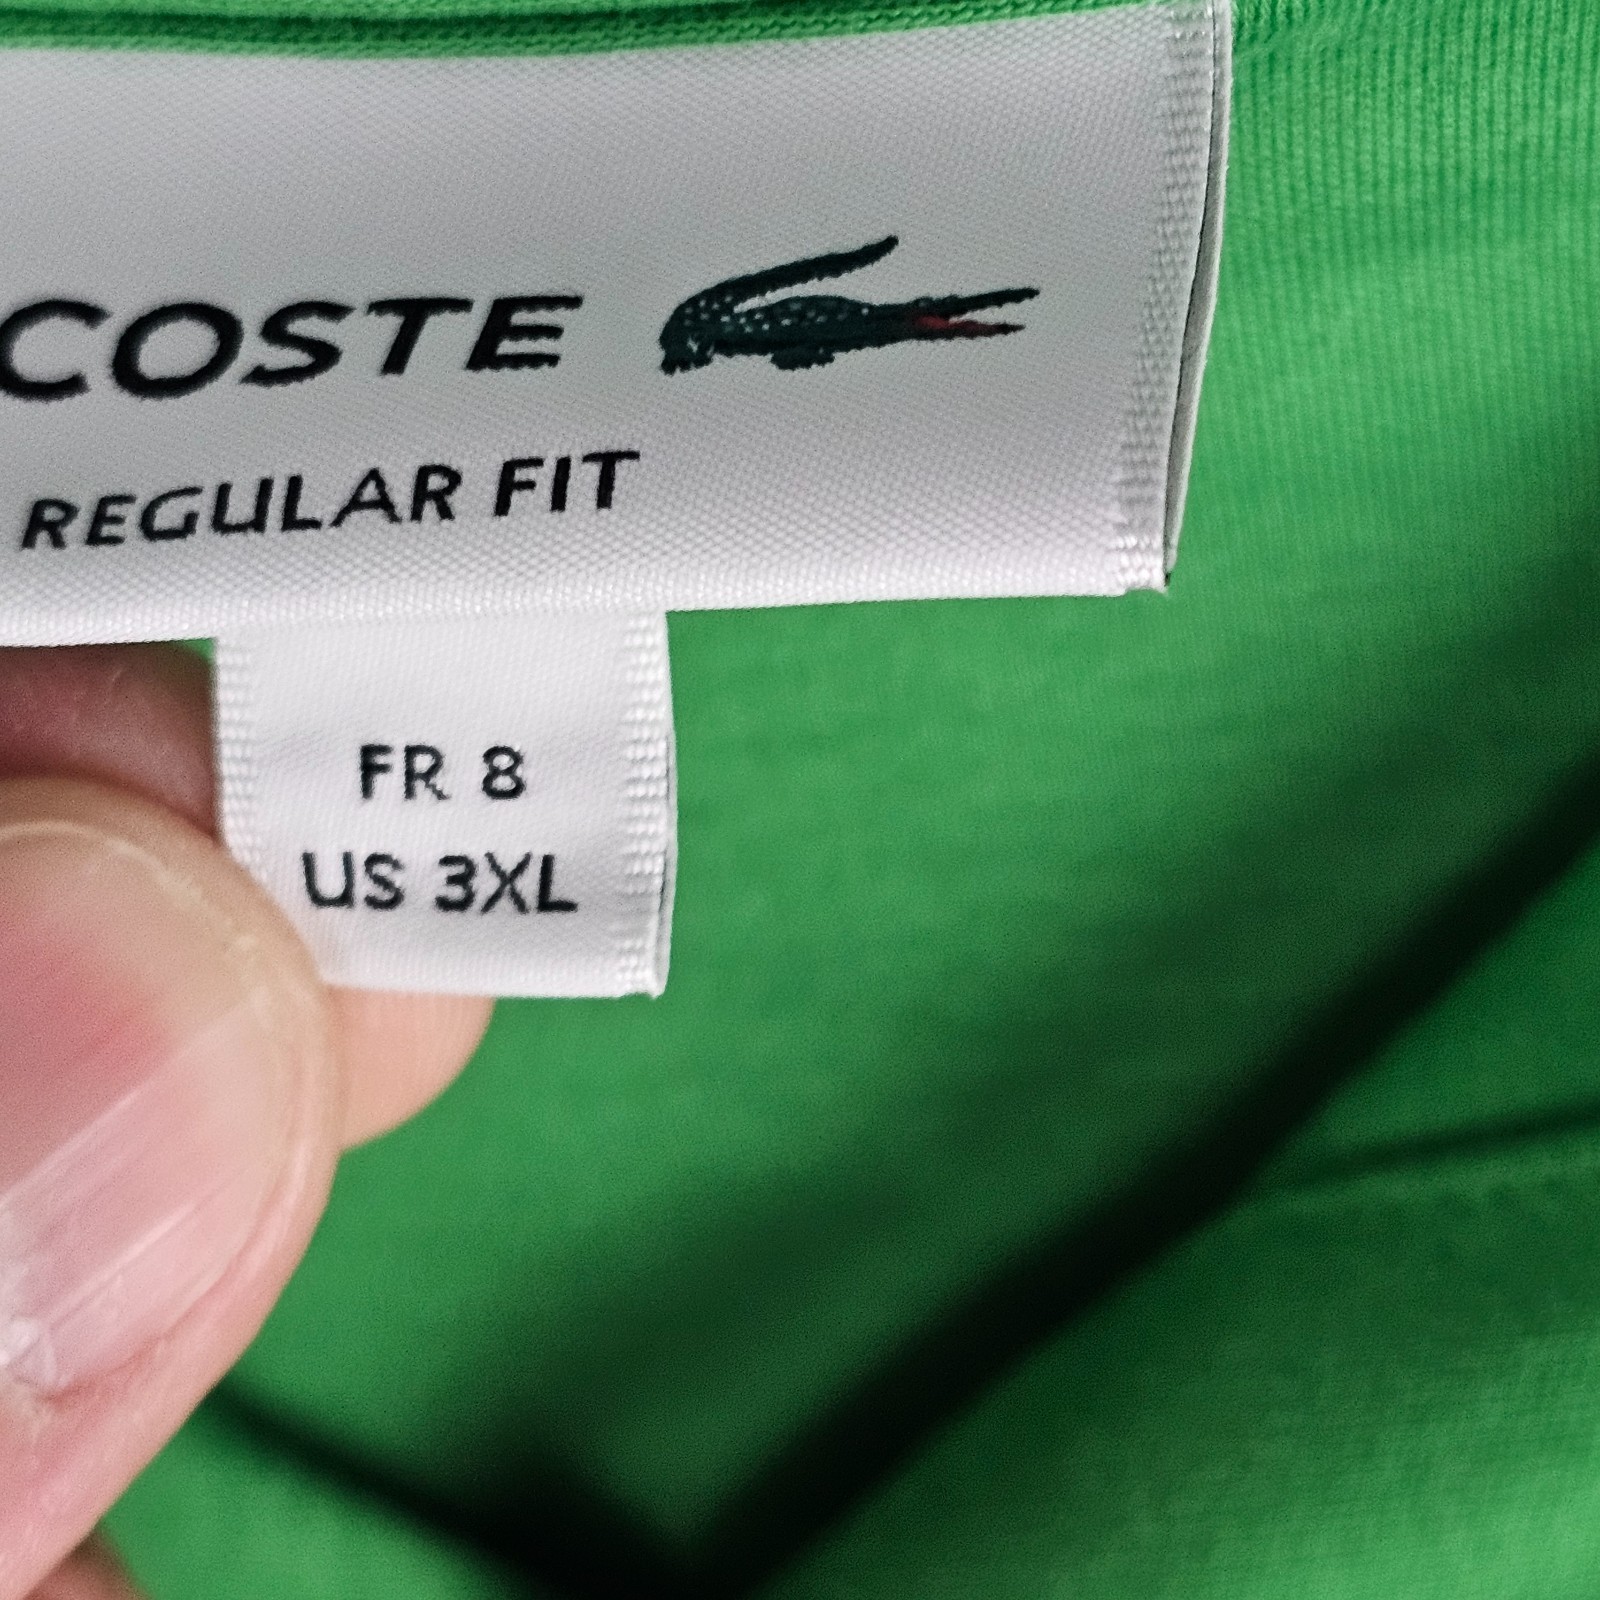 COSTE
REGULAR FIT
FR 8
US 3XL